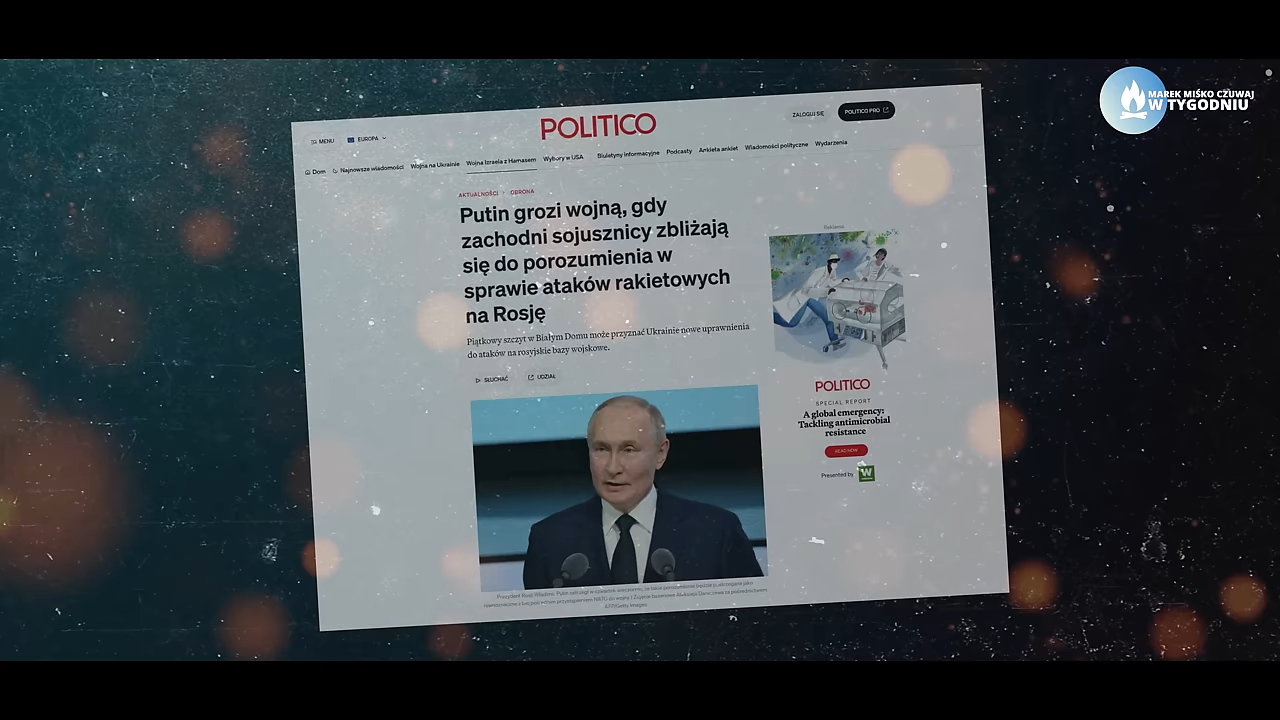 MAREK MIŚKO CZUWAJ
W TYGODNIU
POLITICO
MENU
EUROPA
ZALOGUJ SIĘ
POLITICO PRO
Dom
Najnowsze wiadomości
Wojna na Ukrainie
Wojna Izraela z Hamasem
Wybory w USA
Biuletyny informacyjne
Podcasty
Ankieta ankiet
Wiadomości polityczne
Wydarzenia
AKTUALNOŚCI
OBRONA
Putin grozi wojną, gdy
zachodni sojusznicy zbliżają
się do porozumienia w
sprawie ataków rakietowych
na Rosję
Piątkowy szczyt w Białym Domu może przyznać Ukrainie nowe uprawnienia
do ataków na rosyjskie bazy wojskowe.
SŁUCHAĆ
UDZIAŁ
Reklama
POLITICO
SPECIAL REPORT
A global emergency:
Tackling antimicrobial
resistance
READ NOW
Presented by